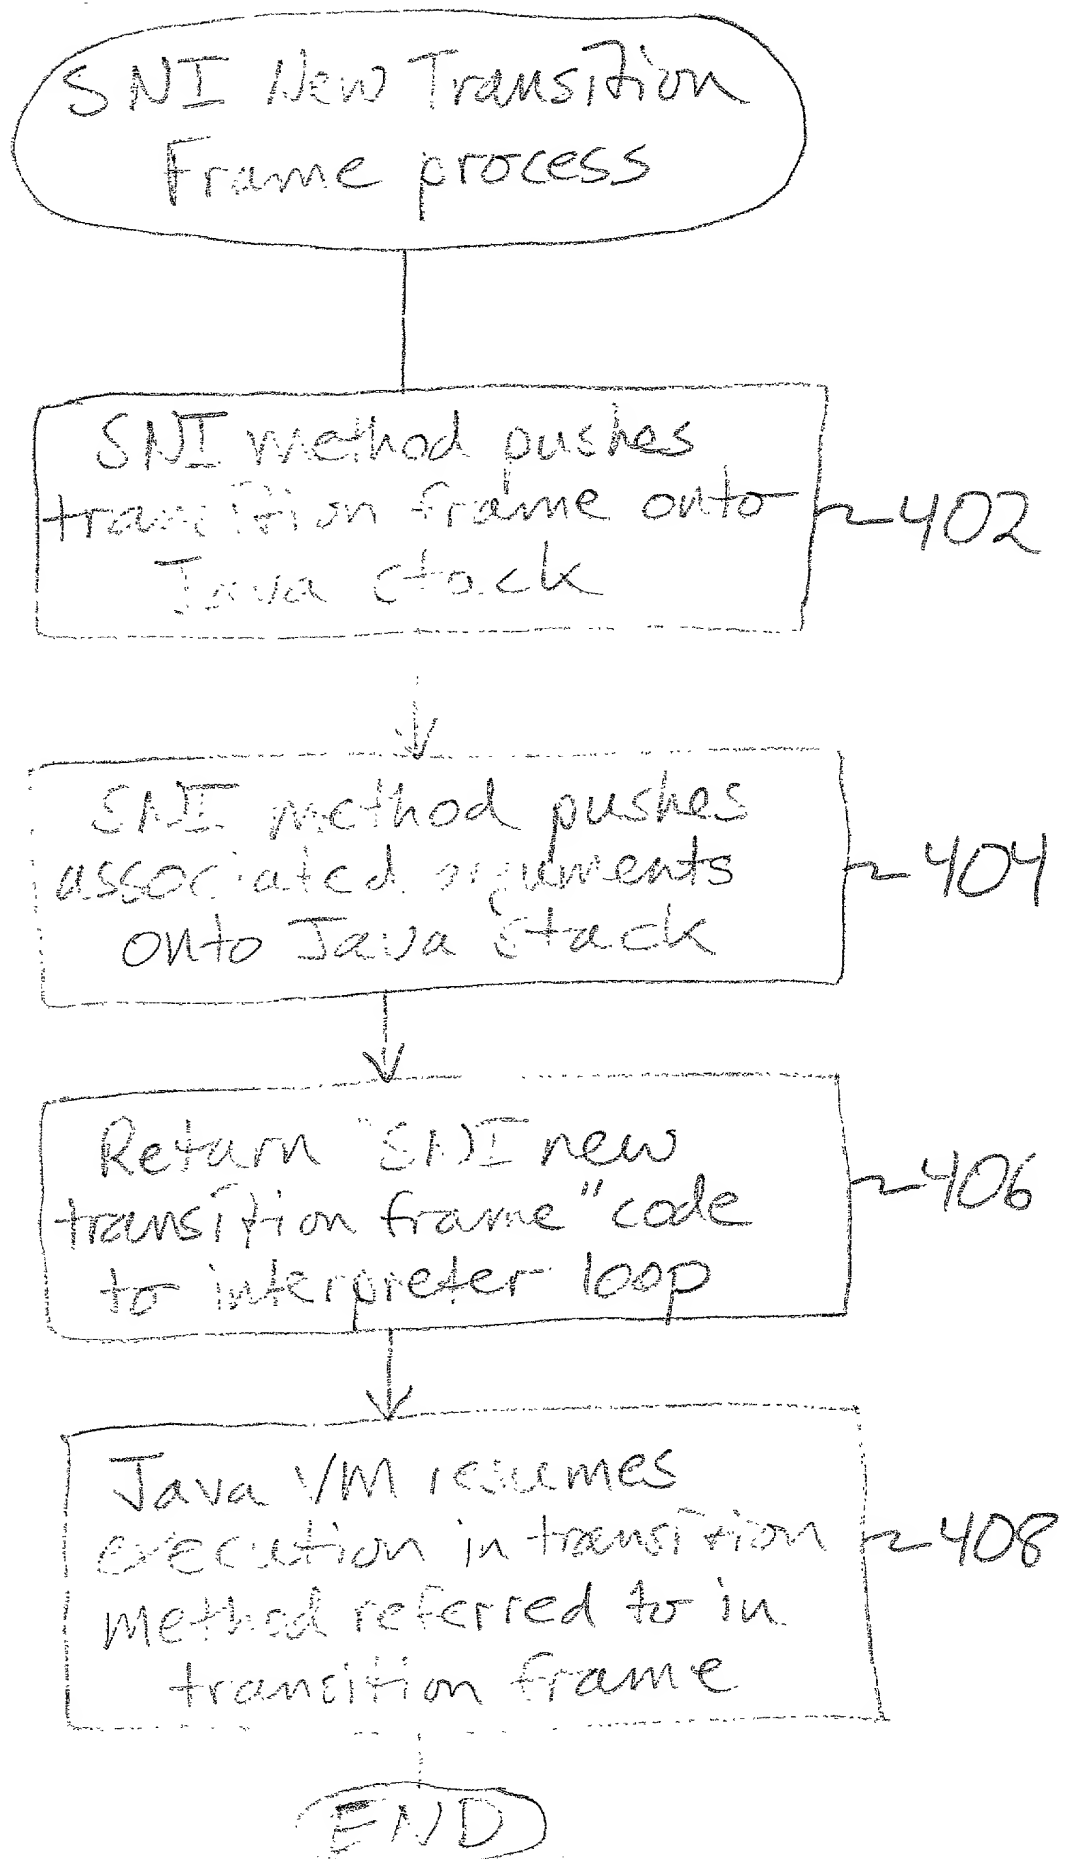 SNI New Transition
Frame process
SNI method pushes
transition frame onto
Java stack
402
SNI method pushes
associated arguments
onto Java stack
404
Return "SNI new
transition frame" code
to interpreter loop
406
Java VM resumes
execution in transition
method referred to in
transition frame
408
END